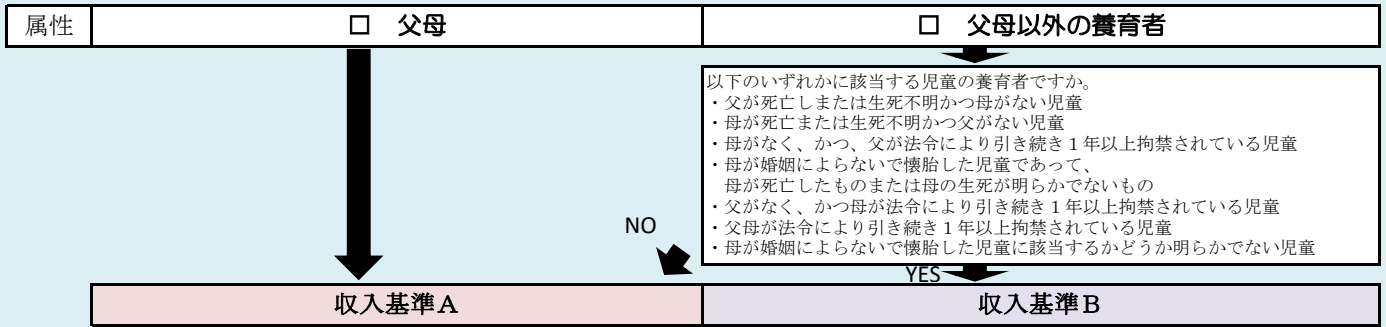 属性
□ 父母
□ 父母以外の養育者
以下のいずれかに該当する児童の養育者ですか。
・父が死亡しまたは生死不明かつ母がない児童
・母が死亡または生死不明かつ父がない児童
・母がなく、かつ、父が法令により引き続き１年以上拘禁されている児童
・母が婚姻によらないで懐胎した児童であって、
母が死亡したものまたは母の生死が明らかでないもの
・父がなく、かつ母が法令により引き続き１年以上拘禁されている児童
・父母が法令により引き続き１年以上拘禁されている児童
・母が婚姻によらないで懐胎した児童に該当するかどうか明らかでない児童
NO
YES
収入基準Ａ
収入基準Ｂ